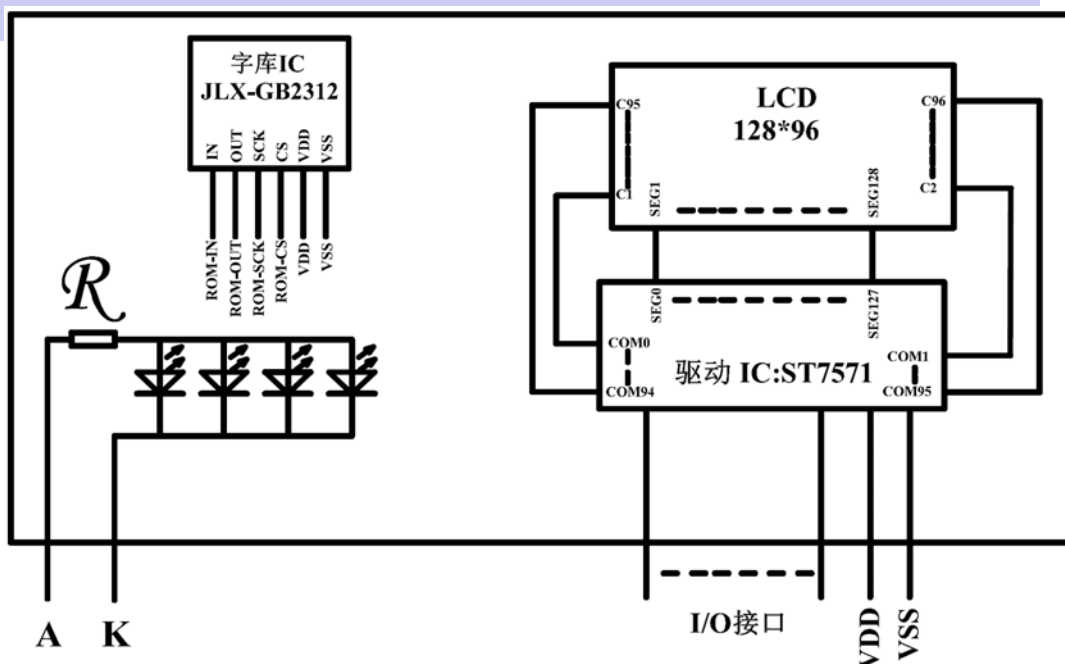 字库IC
JLX-GB2312
IN
OUT
SCK
CS
VDD
VSS
ROM-IN
ROM-OUT
ROM-SCK
ROM-CS
VDD
VSS
R
A
K
LCD
128*96
C95
C96
C1
C2
SEG1
SEG128
SEG0
SEG127
COM0
COM1
驱动 IC:ST7571
COM94
COM95
I/O接口
VDD
VSS